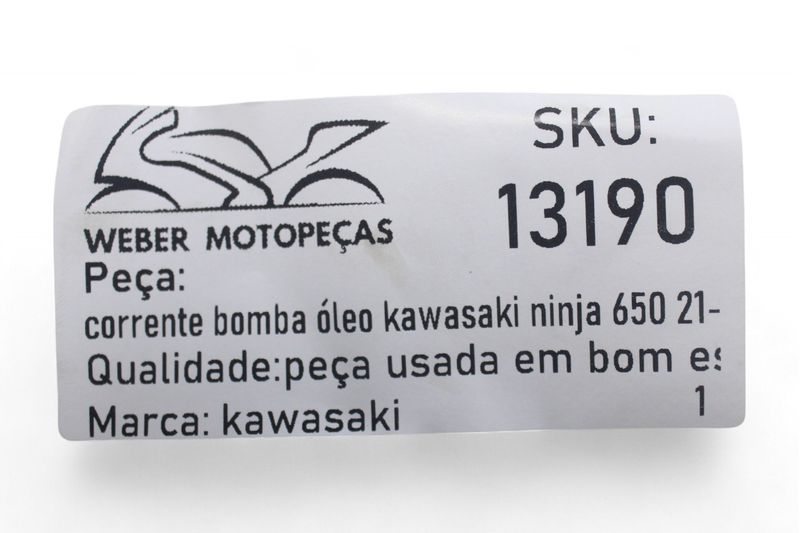 WEBER MOTOPEÇAS
SKU:
13190
Peça:
corrente bomba óleo kawasaki ninja 650 21-
Qualidade:peça usada em bom es
Marca: kawasaki
1